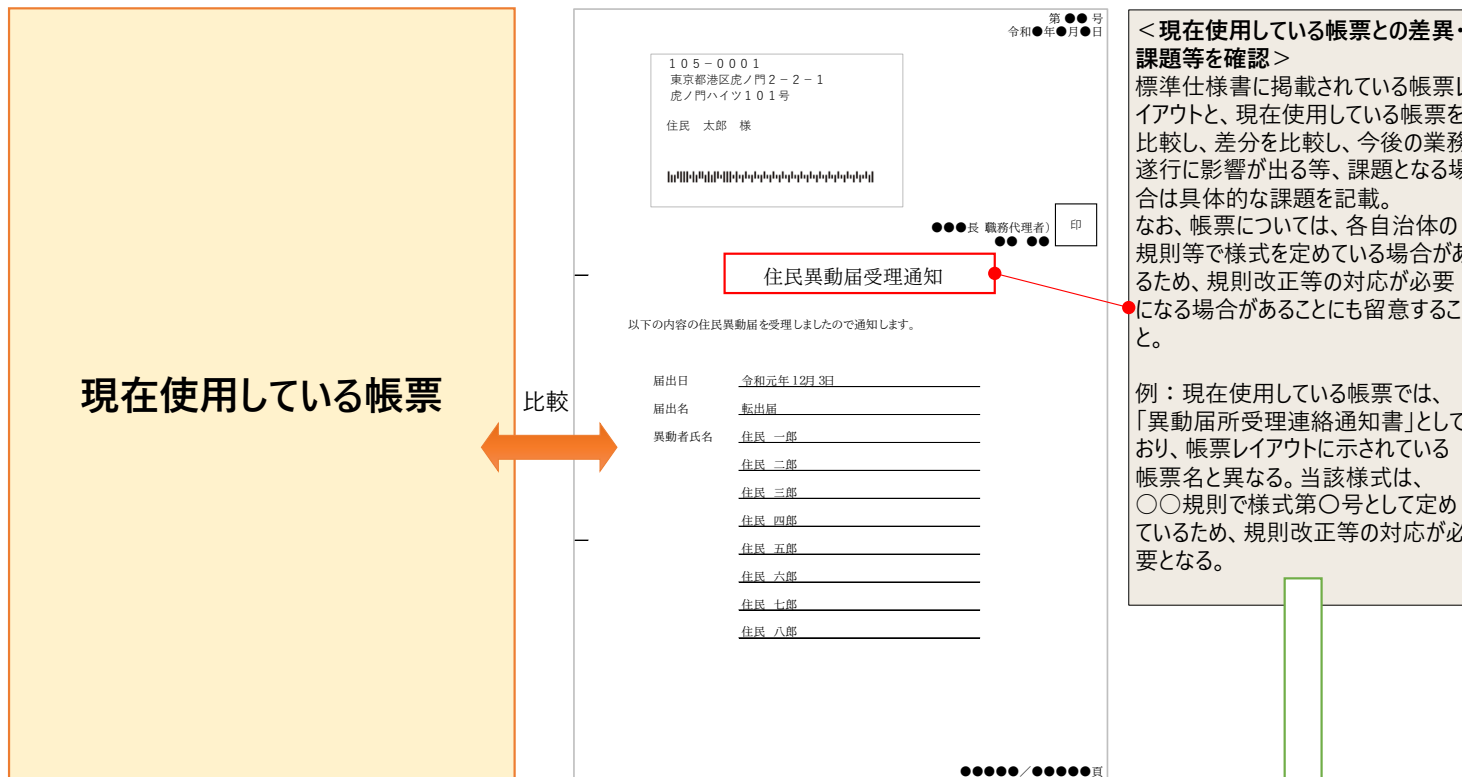 現在使用している帳票
比較
第 ●● 号
令和●年●月●日
１０５－０００１
東京都港区虎ノ門２－２－１
虎ノ門ハイツ１０１号
住民 太郎 様
●●●長 職務代理者）
●● ●●
印
住民異動届受理通知
以下の内容の住民異動届を受理しましたので通知します。
届出日 令和元年 12月 3日
届出名 転出届
異動者氏名 住民 一郎
住民 二郎
住民 三郎
住民 四郎
住民 五郎
住民 六郎
住民 七郎
住民 八郎
●●●●●／●●●●●頁
＜現在使用している帳票との差異・
課題等を確認＞
標準仕様書に掲載されている帳票レ
イアウトと、現在使用している帳票を
比較し、差分を比較し、今後の業務
遂行に影響が出る等、課題となる場
合は具体的な課題を記載。
なお、帳票については、各自治体の
規則等で様式を定めている場合があ
るため、規則改正等の対応が必要
になる場合があることにも留意するこ
と。
例：現在使用している帳票では、
「異動届所受理連絡通知書」として
おり、帳票レイアウトに示されている
帳票名と異なる。当該様式は、
○○規則で様式第〇号として定め
ているため、規則改正等の対応が必
要となる。